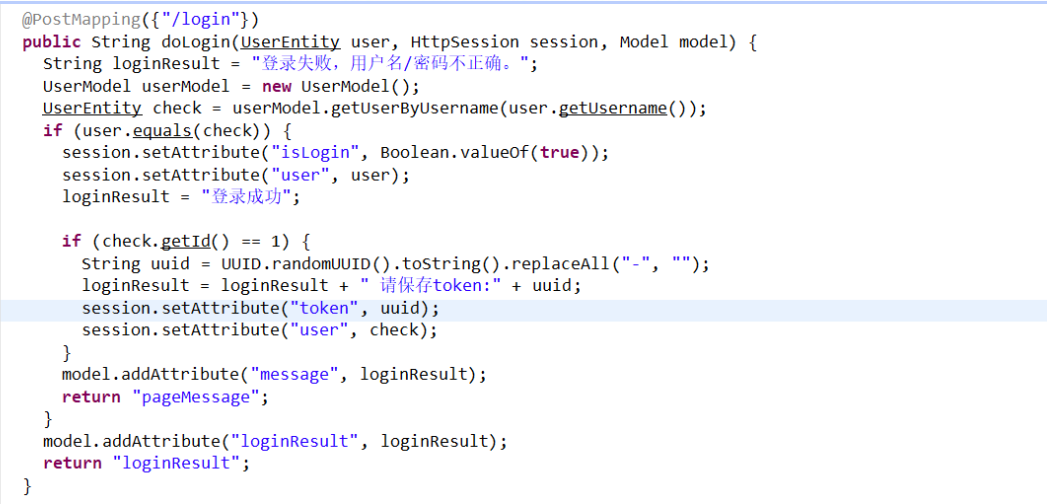 @PostMapping({"/login"})
public String doLogin(UserEntity user, HttpSession session, Model model) {
String loginResult = "登录失败，用户名/密码不正确。";
UserModel userModel = new UserModel();
UserEntity check = userModel.getUserByUsername(user.getUsername());
if (user.equals(check)) {
session.setAttribute("isLogin", Boolean.valueOf(true));
session.setAttribute("user", user);
loginResult = "登录成功";
if (check.getId() == 1) {
String uuid = UUID.randomUUID().toString().replaceAll("-", "");
loginResult = loginResult + " 请保存token:" + uuid;
session.setAttribute("token", uuid);
session.setAttribute("user", check);
}
model.addAttribute("message", loginResult);
return "pageMessage";
}
model.addAttribute("loginResult", loginResult);
return "loginResult";
}